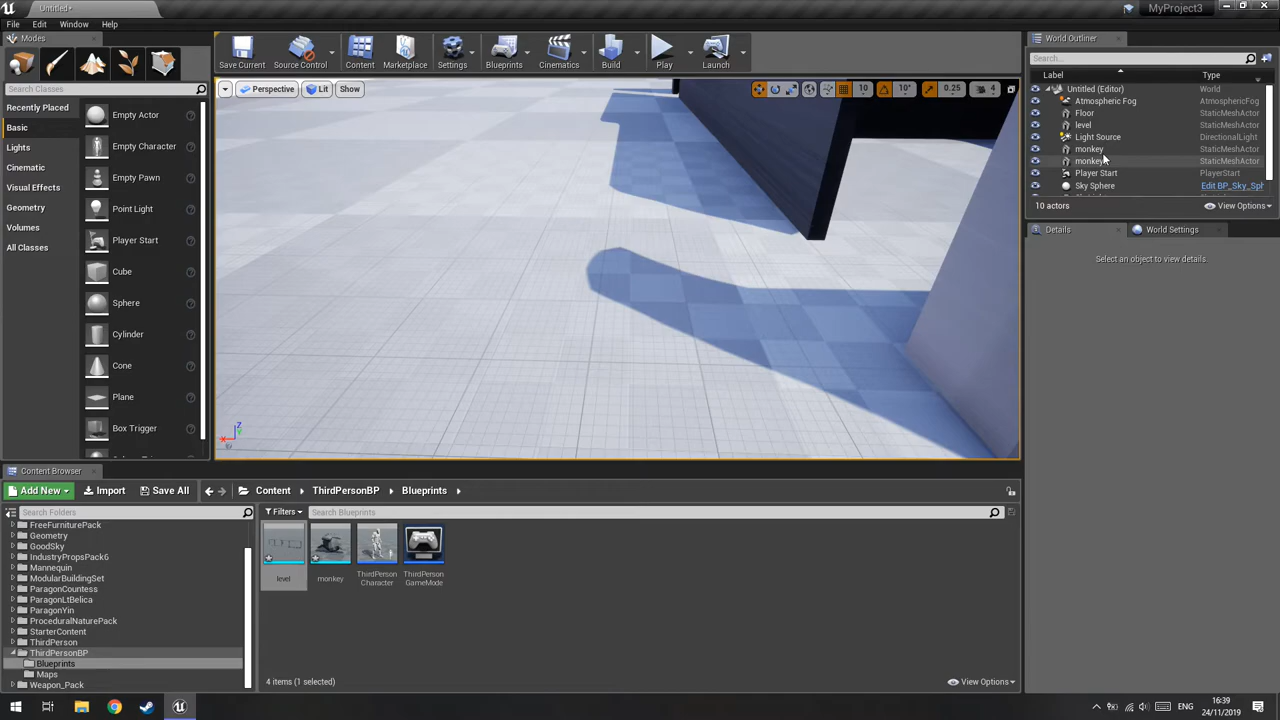 Untitled*
MyProject3
File Edit Window Help
Modes
Search Classes
Recently Placed
Basic
Lights
Cinematic
Visual Effects
Geometry
Volumes
All Classes
Empty Actor
Empty Character
Empty Pawn
Point Light
Player Start
Cube
Sphere
Cylinder
Cone
Plane
Box Trigger
Save Current
Source Control
Content
Marketplace
Settings
Blueprints
Cinematics
Build
Play
Launch
Perspective
Lit
Show
10
10°
0.25
4
Z
X
World Outliner
Search...
Label Type
Untitled (Editor) World
Atmospheric Fog AtmosphericFog
Floor StaticMeshActor
level StaticMeshActor
Light Source DirectionalLight
monkey StaticMeshActor
monkey StaticMeshActor
Player Start PlayerStart
Sky Sphere Edit BP_Sky_Sph
10 actors View Options
Details
World Settings
Select an object to view details.
Content Browser
Add New Import Save All Content ThirdPersonBP Blueprints
Search Folders
Filters Search Blueprints
FreeFurniturePack
Geometry
GoodSky
IndustryPropsPack6
Mannequin
ModularBuildingSet
ParagonCountess
ParagonLtBelica
ParagonYin
ProceduralNaturePack
StarterContent
ThirdPerson
ThirdPersonBP
Blueprints
Maps
Weapon_Pack
level
monkey
ThirdPerson
Character
ThirdPerson
GameMode
4 items (1 selected)
View Options
ENG
16:39
24/11/2019